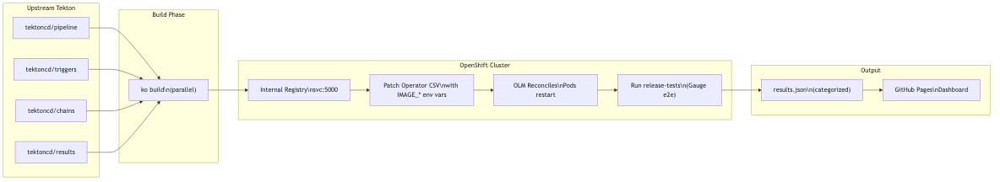 Upstream Tekton
tektoncd/pipeline
tektoncd/triggers
tektoncd/chains
tektoncd/results
Build Phase
ko build\n(parallel)
OpenShift Cluster
Internal Registry\nsvc:5000
Patch Operator CSV\nwith
IMAGE_* env vars
OLM Reconciles\nPods
restart
Run release-tests\n(Gauge
e2e)
Output
results.json\n(categorized)
GitHub Pages\nDashboard